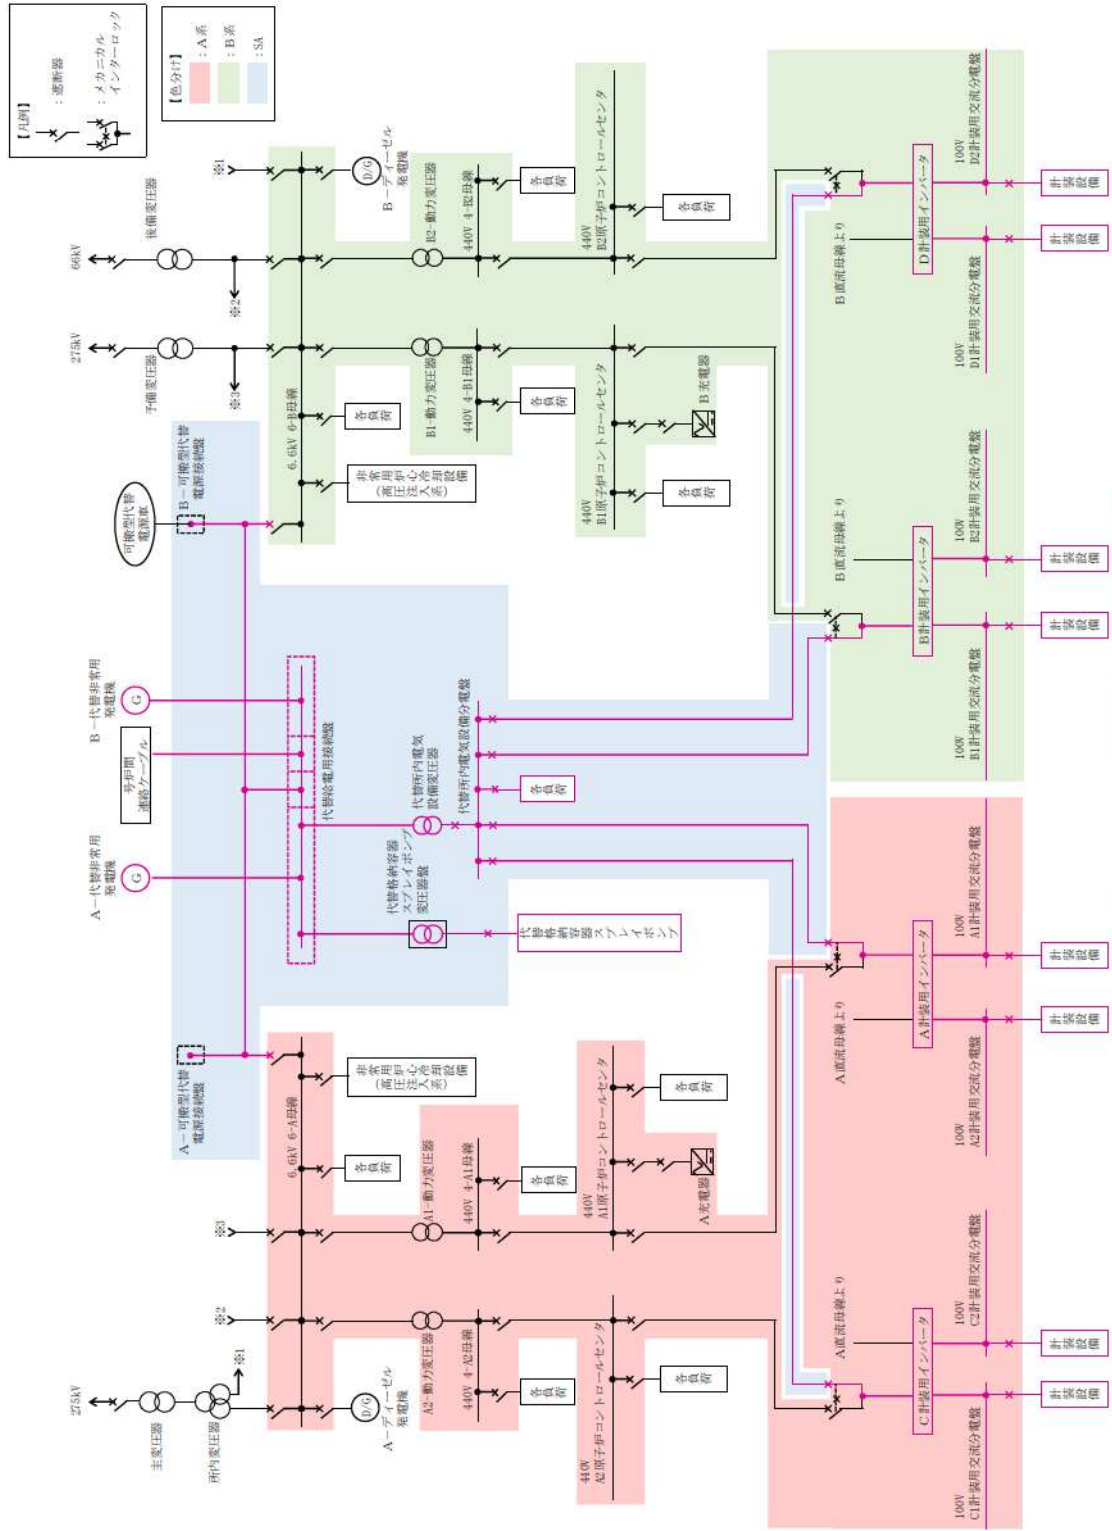 【凡例】
：遮断器
：メカニカル
インターロック
【色分け】
：A系
：B系
：SA
275kV
主変圧器
所内変圧器
※1
※2
※3
A－代替非常用
発電機
G
号炉間
連絡ケーブル
B－代替非常用
発電機
G
可搬型代替
電源車
275kV
予備変圧器
※3
66kV
後備変圧器
※2
※1
A－可搬型代替
電源接続盤
B－可搬型代替
電源接続盤
6.6kV 6-A母線
代替給電用接続盤
6.6kV 6-B母線
D/G
A－ディーゼル
発電機
各負荷
非常用炉心冷却設備
(高圧注入系)
非常用炉心冷却設備
(高圧注入系)
各負荷
D/G
B－ディーゼル
発電機
A2－動力変圧器
A1－動力変圧器
代替格納容器
スプレイポンプ
変圧器盤
代替所内電気
設備変圧器
B1－動力変圧器
B2－動力変圧器
440V 4-A2母線
440V 4-A1母線
代替所内電気設備分電盤
440V 4-B1母線
440V 4-B2母線
各負荷
各負荷
代替格納容器スプレイポンプ
各負荷
各負荷
各負荷
440V
A2原子炉コントロールセンタ
440V
A1原子炉コントロールセンタ
440V
B1原子炉コントロールセンタ
440V
B2原子炉コントロールセンタ
各負荷
A充電器
各負荷
各負荷
B充電器
各負荷
A直流母線より
A直流母線より
B直流母線より
B直流母線より
C計装用インバータ
A計装用インバータ
B計装用インバータ
D計装用インバータ
100V
C1計装用交流分電盤
100V
C2計装用交流分電盤
100V
A2計装用交流分電盤
100V
A1計装用交流分電盤
100V
B1計装用交流分電盤
100V
B2計装用交流分電盤
100V
D1計装用交流分電盤
100V
D2計装用交流分電盤
計装設備
計装設備
計装設備
計装設備
計装設備
計装設備
計装設備
計装設備